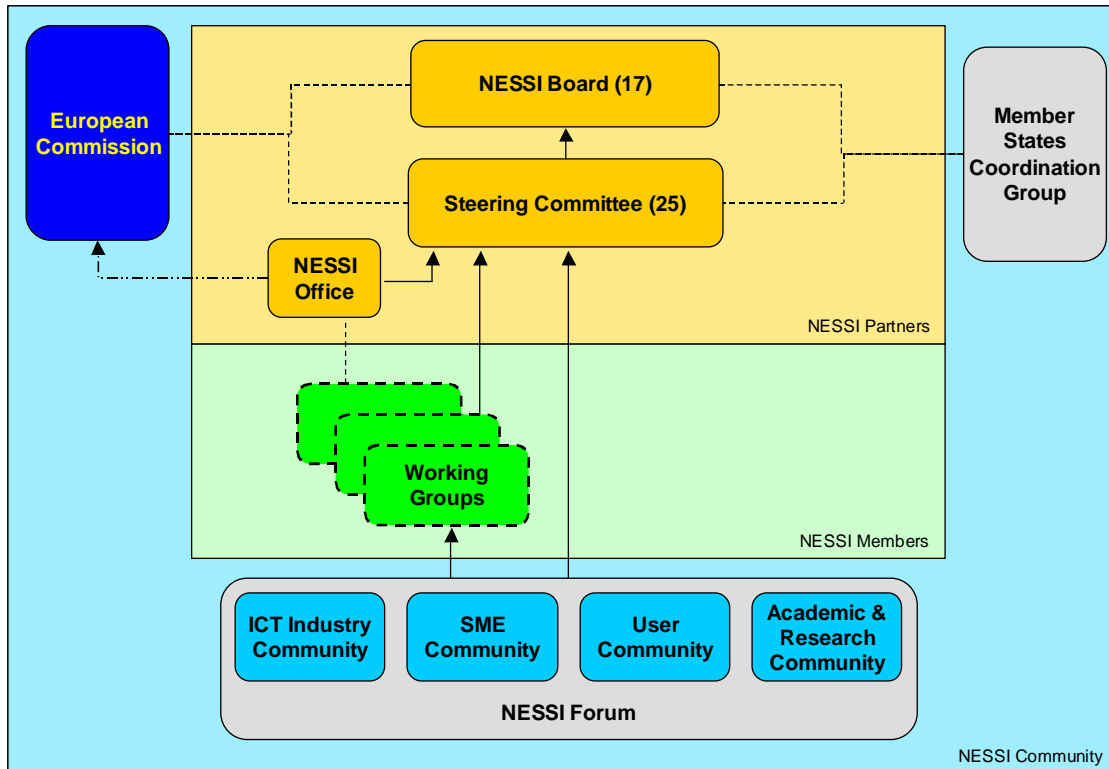 NESSI Board (17)
European
Commission
Member
States
Coordination
Group
Steering Committee (25)
NESSI
Office
NESSI Partners
Working
Groups
NESSI Members
ICT Industry
Community
SME
Community
User
Community
Academic &
Research
Community
NESSI Forum
NESSI Community